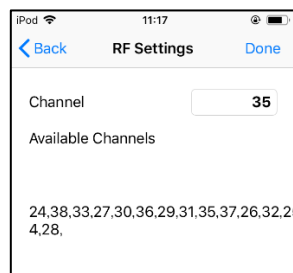 iPod 11:17
Back RF Settings Done
Channel 35
Available Channels
24,38,33,27,30,36,29,31,35,37,26,32,2
4,28,